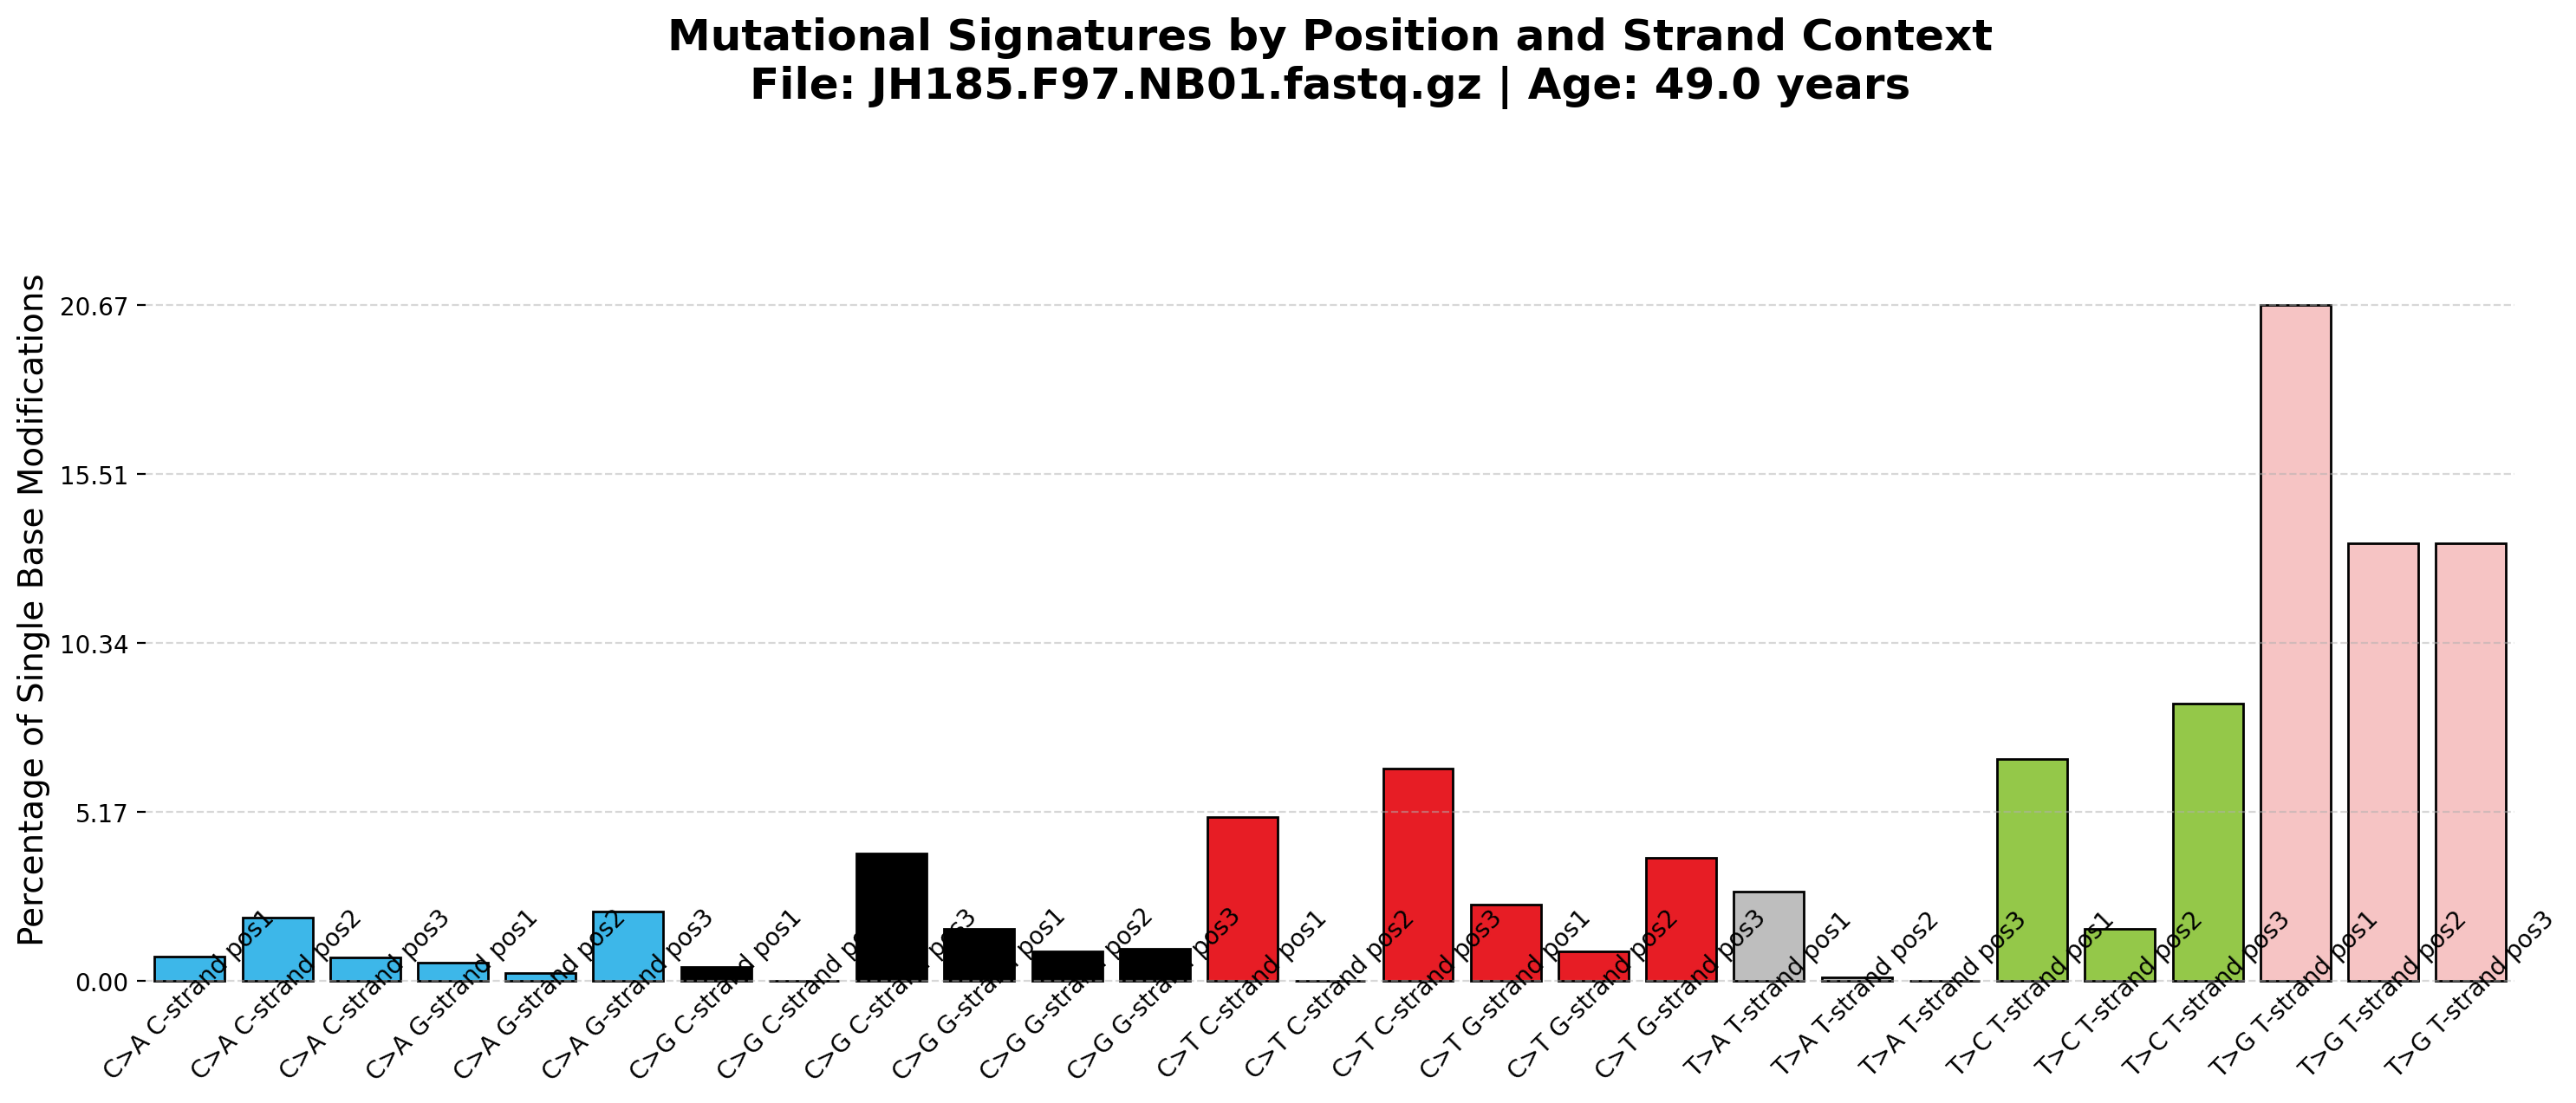 Mutational Signatures by Position and Strand Context
File: JH185.F97.NB01.fastq.gz | Age: 49.0 years
Percentage of Single Base Modifications
20.67
15.51
10.34
5.17
0.00
C>A C-strand pos1
C>A C-strand pos2
C>A C-strand pos3
C>A G-strand pos1
C>A G-strand pos2
C>A G-strand pos3
C>G C-strand pos1
C>G C-strand pos2
C>G C-strand pos3
C>G G-strand pos1
C>G G-strand pos2
C>G G-strand pos3
C>T C-strand pos1
C>T C-strand pos2
C>T C-strand pos3
C>T G-strand pos1
C>T G-strand pos2
C>T G-strand pos3
T>A T-strand pos1
T>A T-strand pos2
T>A T-strand pos3
T>C T-strand pos1
T>C T-strand pos2
T>C T-strand pos3
T>G T-strand pos1
T>G T-strand pos2
T>G T-strand pos3